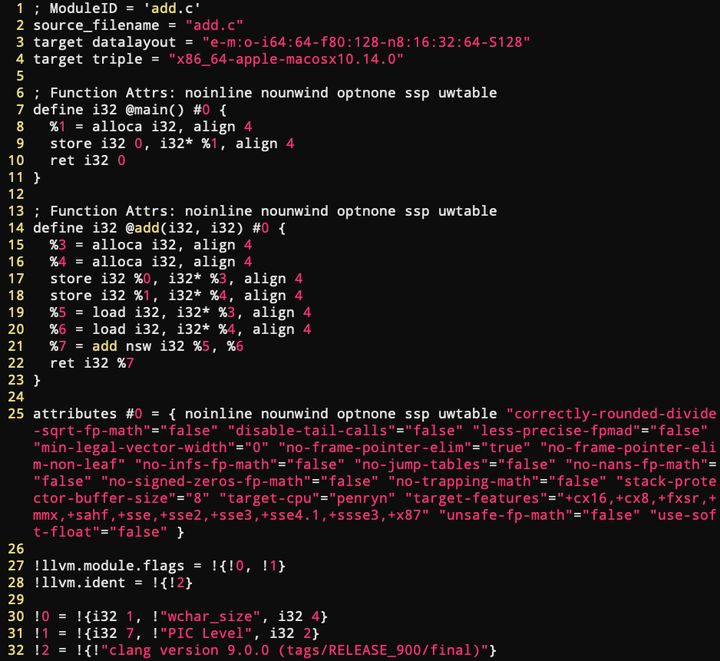 1 ; ModuleID = 'add.c'
2 source_filename = "add.c"
3 target datalayout = "e-m:o-i64:64-f80:128-n8:16:32:64-S128"
4 target triple = "x86_64-apple-macosx10.14.0"
5
6 ; Function Attrs: noinline nounwind optnone ssp uwtable
7 define i32 @main() #0 {
8   %1 = alloca i32, align 4
9   store i32 0, i32* %1, align 4
10   ret i32 0
11 }
12
13 ; Function Attrs: noinline nounwind optnone ssp uwtable
14 define i32 @add(i32, i32) #0 {
15   %3 = alloca i32, align 4
16   %4 = alloca i32, align 4
17   store i32 %0, i32* %3, align 4
18   store i32 %1, i32* %4, align 4
19   %5 = load i32, i32* %3, align 4
20   %6 = load i32, i32* %4, align 4
21   %7 = add nsw i32 %5, %6
22   ret i32 %7
23 }
24
25 attributes #0 = { noinline nounwind optnone ssp uwtable "correctly-rounded-divide
-sqrt-fp-math"="false" "disable-tail-calls"="false" "less-precise-fpmad"="false"
"min-legal-vector-width"="0" "no-frame-pointer-elim"="true" "no-frame-pointer-eli
m-non-leaf" "no-infs-fp-math"="false" "no-jump-tables"="false" "no-nans-fp-math"=
"false" "no-signed-zeros-fp-math"="false" "no-trapping-math"="false" "stack-prote
ctor-buffer-size"="8" "target-cpu"="penryn" "target-features"="+cx16,+cx8,+fxsr,+
mmx,+sahf,+sse,+sse2,+sse3,+sse4.1,+ssse3,+x87" "unsafe-fp-math"="false" "use-sof
t-float"="false" }
26
27 !llvm.module.flags = !{!0, !1}
28 !llvm.ident = !{!2}
29
30 !0 = !{i32 1, !"wchar_size", i32 4}
31 !1 = !{i32 7, !"PIC Level", i32 2}
32 !2 = !{!"clang version 9.0.0 (tags/RELEASE_900/final)"}